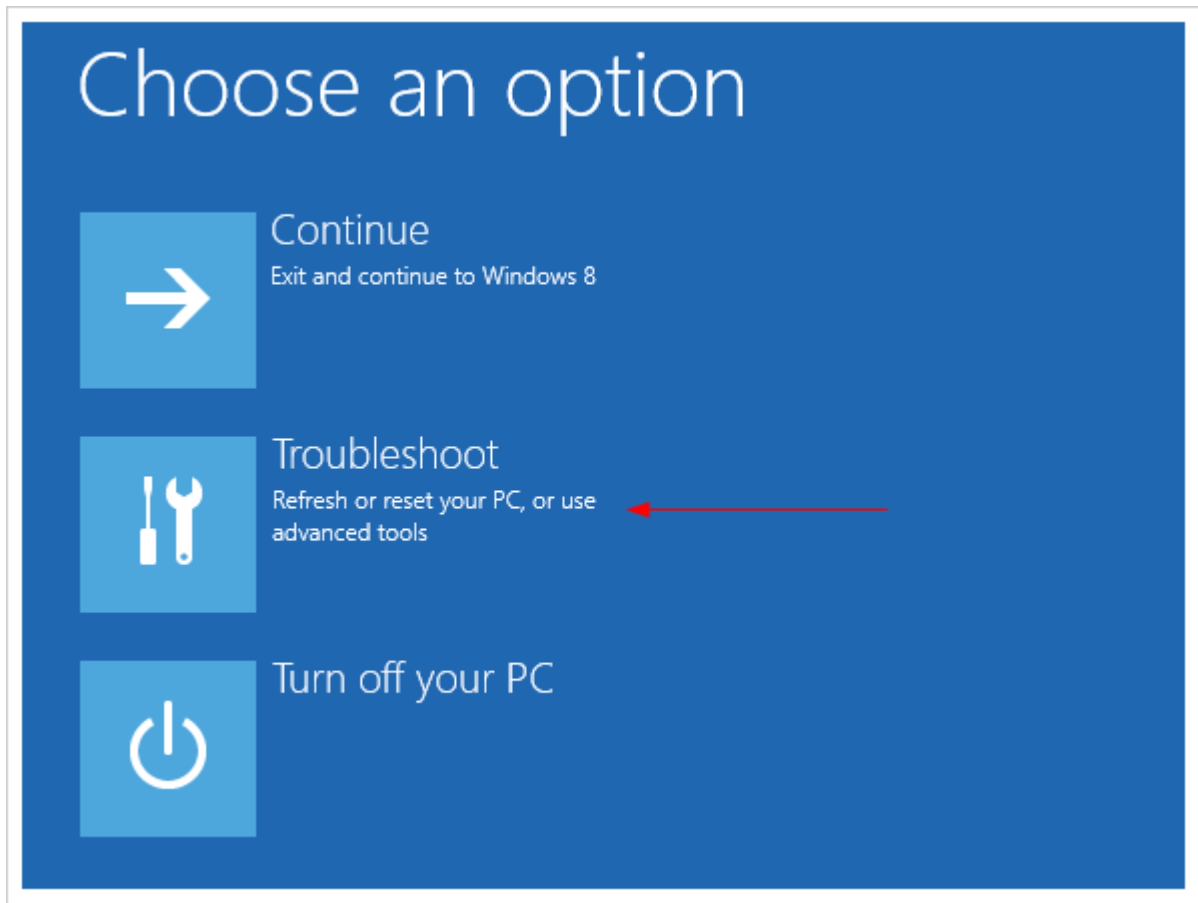 Choose an option
Continue
Exit and continue to Windows 8
Troubleshoot
Refresh or reset your PC, or use
advanced tools
Turn off your PC